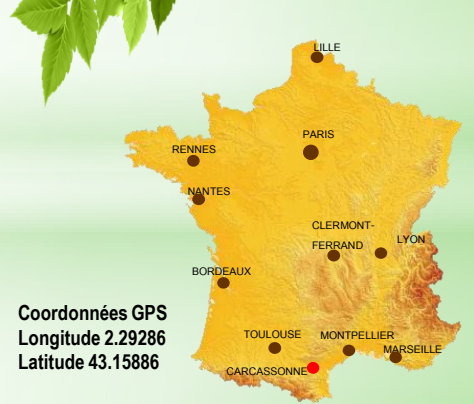 LILLE
PARIS
RENNES
NANTES
CLERMONT-
FERRAND
LYON
BORDEAUX
Coordonnées GPS
Longitude 2.29286
Latitude 43.15886
TOULOUSE
MONTPELLIER
MARSEILLE
CARCASSONNE